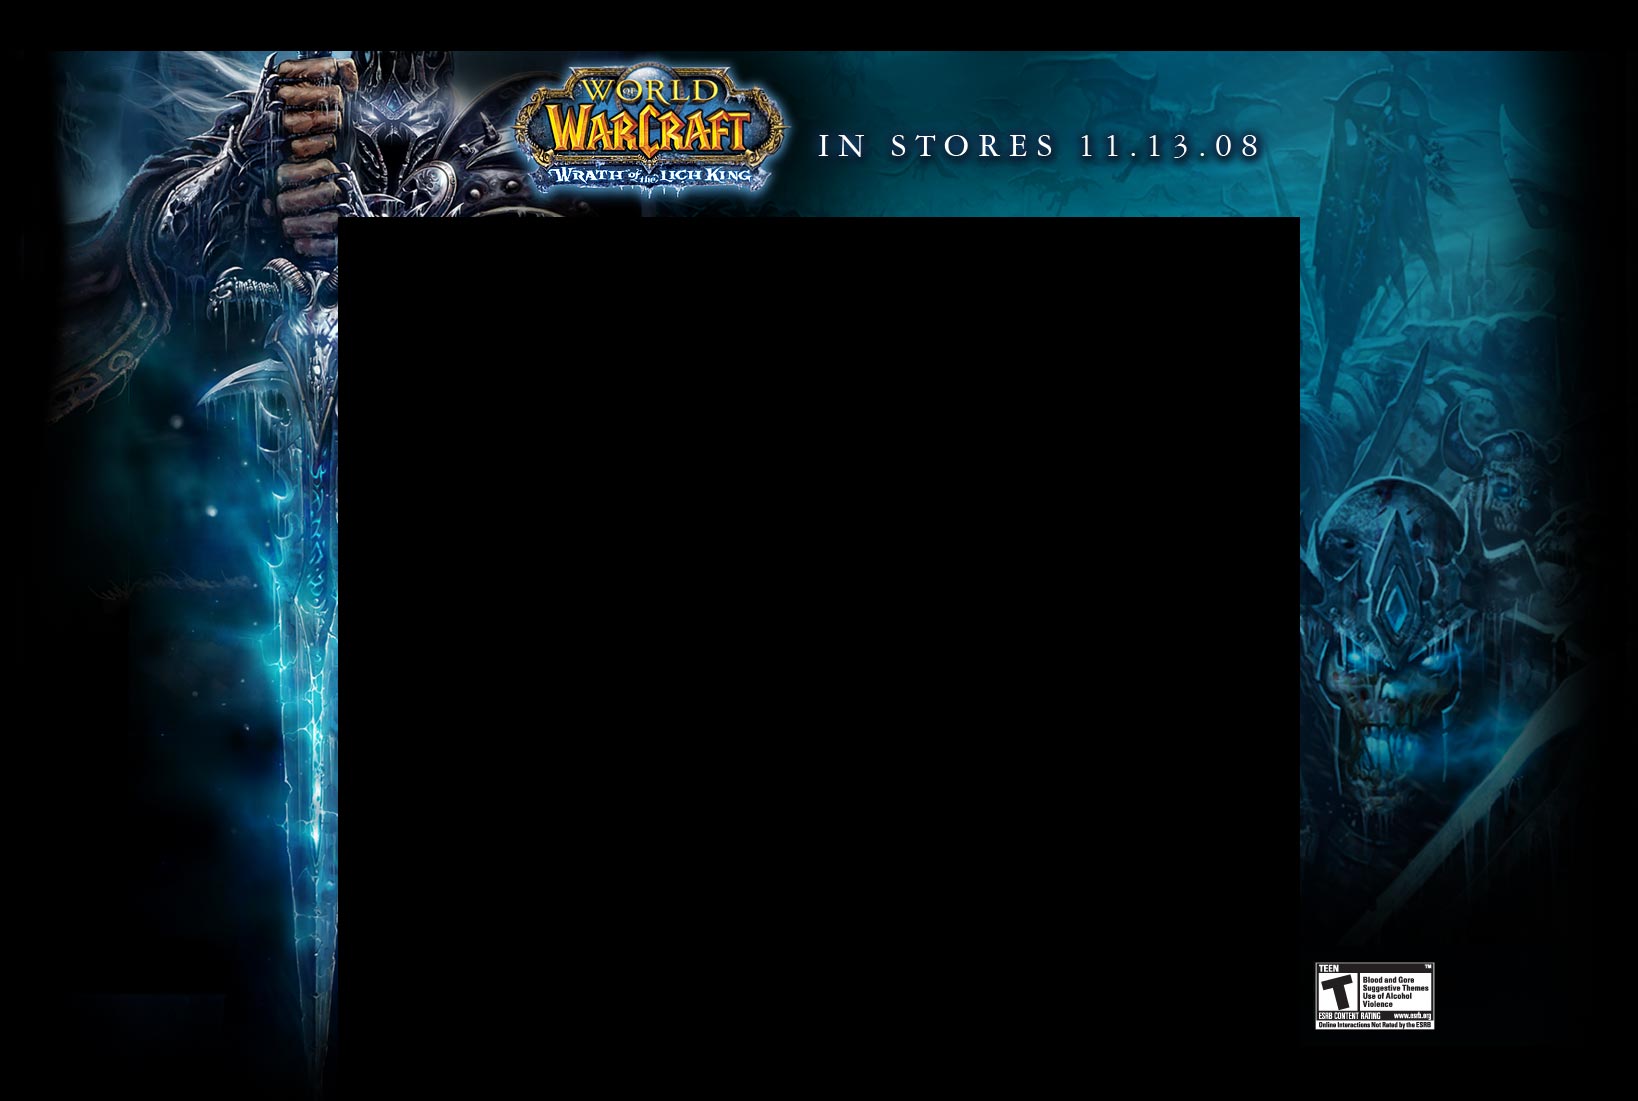 WORLD
OF
WARCRAFT
WRATH of the LICH KING
IN STORES 11.13.08
TEEN TM
T
Blood and Gore
Suggestive Themes
Use of Alcohol
Violence
ESRB CONTENT RATING www.esrb.org
Online Interactions Not Rated by the ESRB